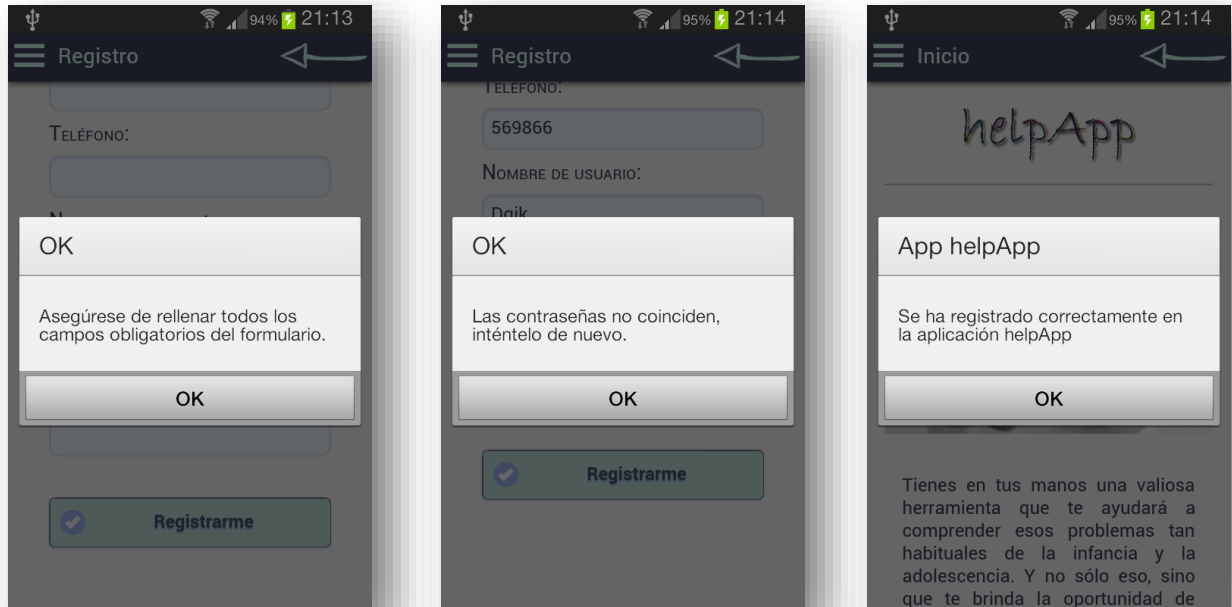 94% 21:13
Registro
TELÉFONO:
OK
Asegúrese de rellenar todos los
campos obligatorios del formulario.
OK
Registrarme
95% 21:14
Registro
TELÉFONO:
569866
NOMBRE DE USUARIO:
OK
Las contraseñas no coinciden,
inténtelo de nuevo.
OK
Registrarme
95% 21:14
Inicio
helpApp
App helpApp
Se ha registrado correctamente en
la aplicación helpApp
OK
Tienes en tus manos una valiosa
herramienta que te ayudará a
comprender esos problemas tan
habituales de la infancia y la
adolescencia. Y no sólo eso, sino
que te brinda la oportunidad de